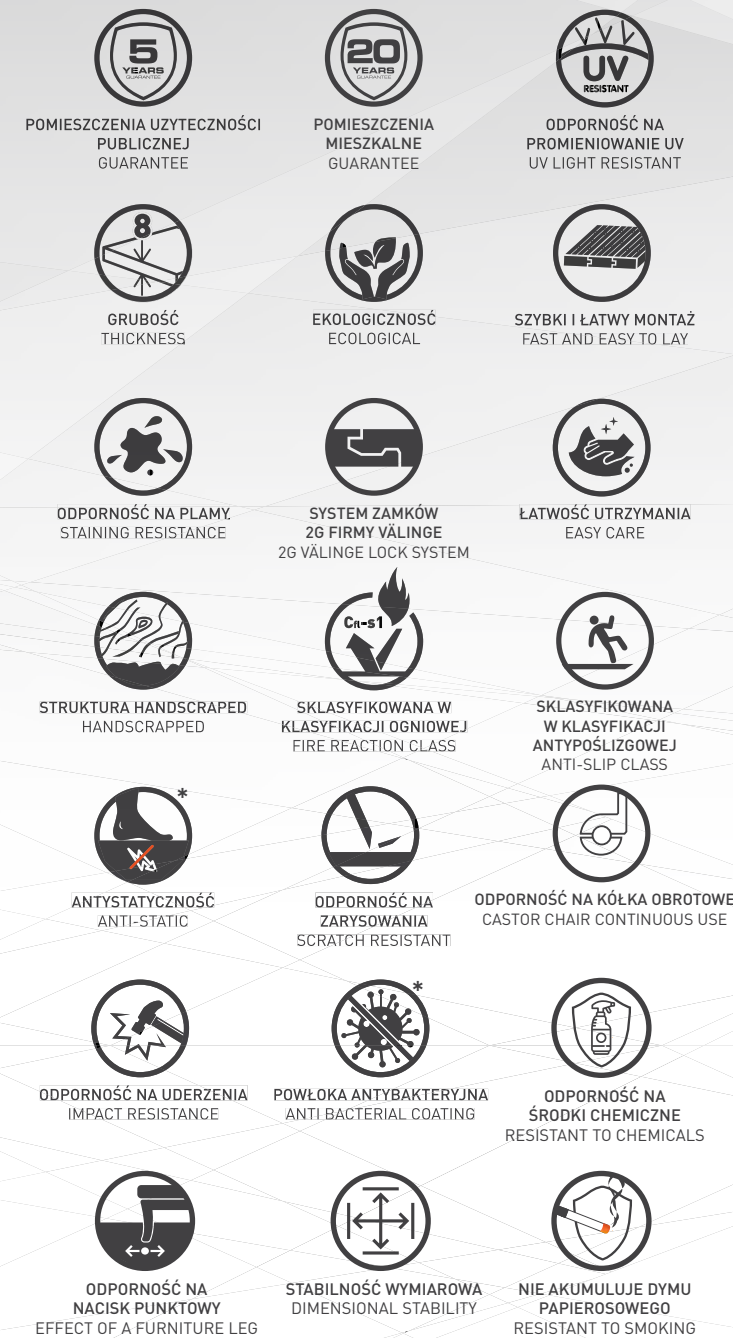 5
YEARS
GUARANTEE
POMIESZCZENIA UZYTECZNOŚCI
PUBLICZNEJ
GUARANTEE
20
YEARS
GUARANTEE
POMIESZCZENIA
MIESZKALNE
GUARANTEE
UV
RESISTANT
ODPORNOŚĆ NA
PROMIENIOWANIE UV
UV LIGHT RESISTANT
8
GRUBOŚĆ
THICKNESS
EKOLOGICZNOSĆ
ECOLOGICAL
SZYBKI I ŁATWY MONTAŻ
FAST AND EASY TO LAY
ODPORNOŚĆ NA PLAMY
STAINING RESISTANCE
SYSTEM ZAMKÓW
2G FIRMY VÄLINGE
2G VÄLINGE LOCK SYSTEM
ŁATWOŚĆ UTRZYMANIA
EASY CARE
STRUKTURA HANDSCRAPED
HANDSCRAPPED
Cfl-s1
SKLASYFIKOWANA W
KLASYFIKACJI OGNIOWEJ
FIRE REACTION CLASS
SKLASYFIKOWANA
W KLASYFIKACJI
ANTYPOŚLIZGOWEJ
ANTI-SLIP CLASS
*
ANTYSTATYCZNOŚĆ
ANTI-STATIC
ODPORNOŚĆ NA
ZARYSOWANIA
SCRATCH RESISTANT
ODPORNOŚĆ NA KÓŁKA OBROTOWE
CASTOR CHAIR CONTINUOUS USE
ODPORNOŚĆ NA UDERZENIA
IMPACT RESISTANCE
*
POWŁOKA ANTYBAKTERYJNA
ANTI BACTERIAL COATING
ODPORNOŚĆ NA
ŚRODKI CHEMICZNE
RESISTANT TO CHEMICALS
ODPORNOŚĆ NA
NACISK PUNKTOWY
EFFECT OF A FURNITURE LEG
STABILNOŚĆ WYMIAROWA
DIMENSIONAL STABILITY
NIE AKUMULUJE DYMU
PAPIEROSOWEGO
RESISTANT TO SMOKING